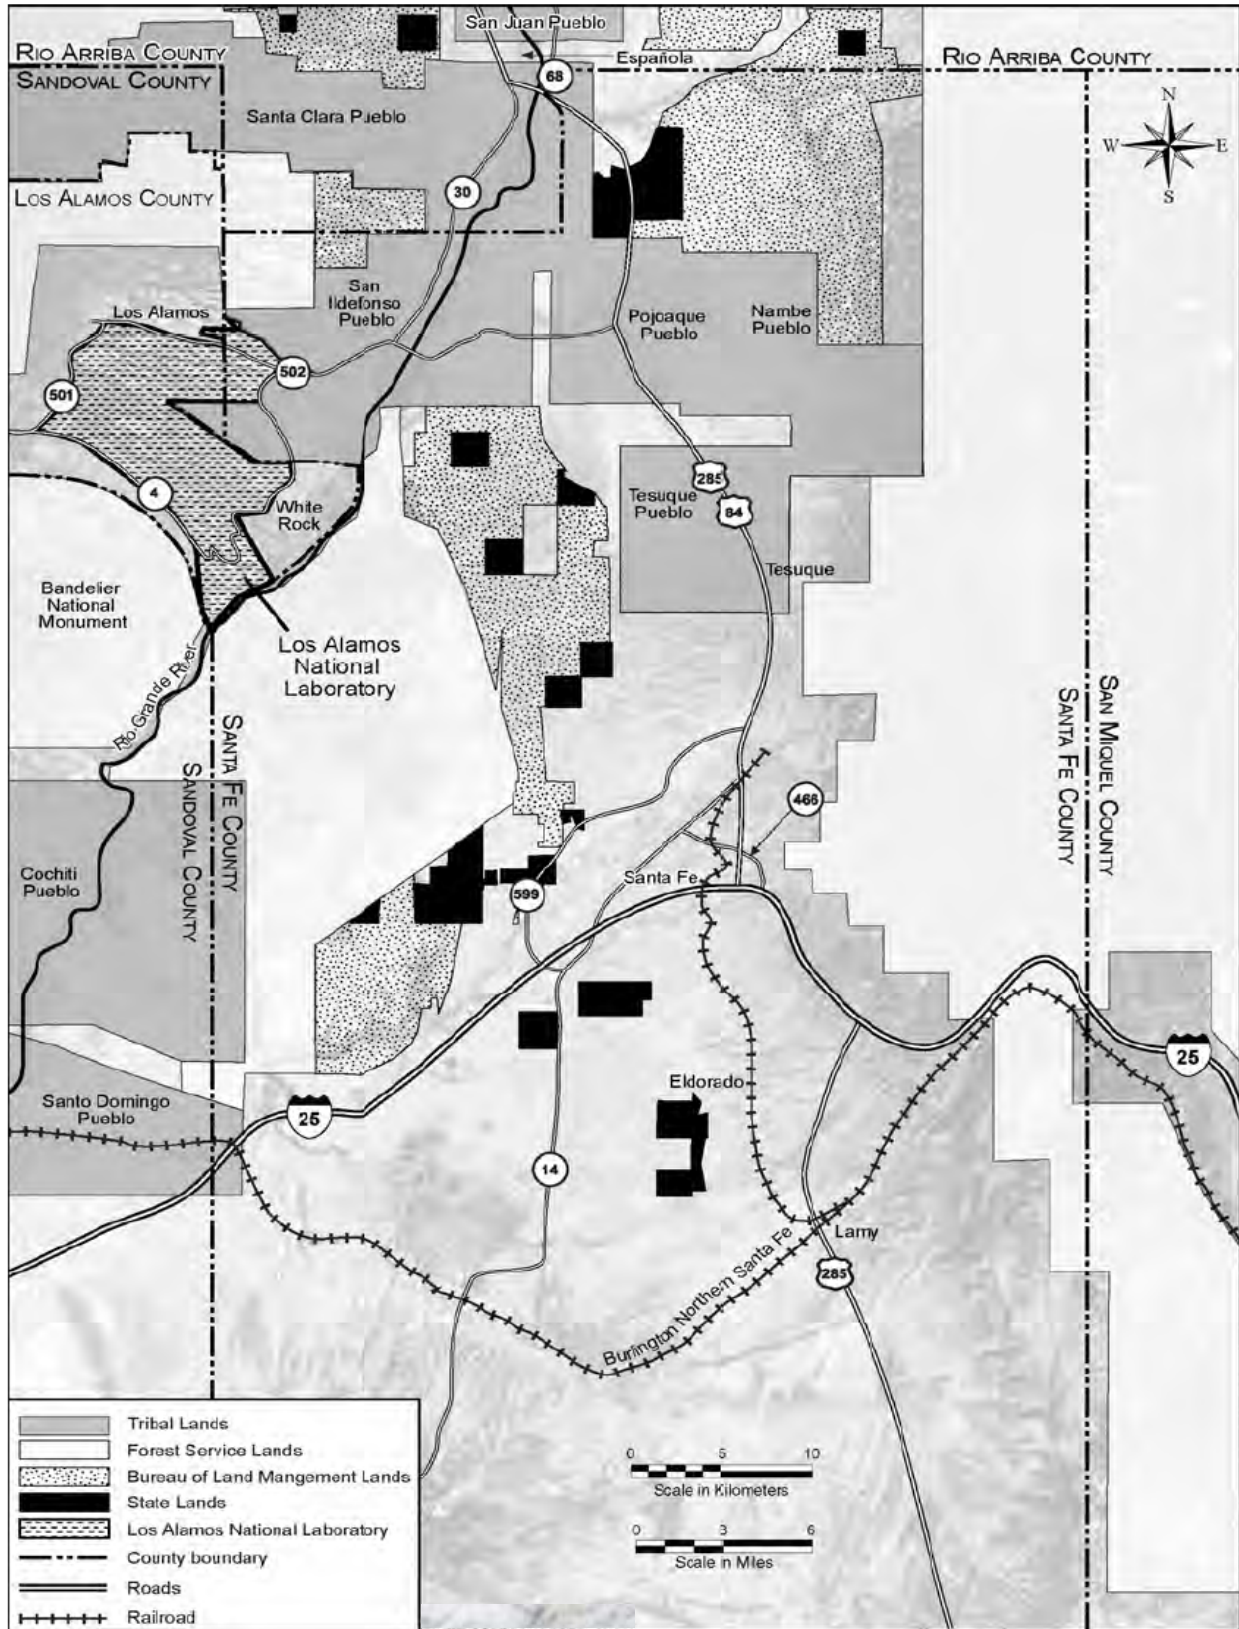 San Juan Pueblo
RIO ARRIBA COUNTY
SANDOVAL COUNTY
Española
RIO ARRIBA COUNTY
68
Santa Clara Pueblo
N
W
E
S
30
LOS ALAMOS COUNTY
San
Ildefonso
Pueblo
Los Alamos
Pojoaque
Pueblo
Nambe
Pueblo
502
501
4
White
Rock
285
84
Tesuque
Pueblo
Tesuque
Bandelier
National
Monument
Los Alamos
National
Laboratory
Rio Grande River
SANTA FE COUNTY
SANDOVAL COUNTY
SAN MIQUEL COUNTY
SANTA FE COUNTY
466
Cochiti
Pueblo
Santa Fe
599
25
Eldorado
Santo Domingo
Pueblo
25
14
Lamy
Burlington Northern Santa Fe
285
Tribal Lands
Forest Service Lands
Bureau of Land Mangement Lands
State Lands
Los Alamos National Laboratory
County boundary
Roads
Railroad
0 5 10
Scale in Kilometers
0 3 6
Scale in Miles